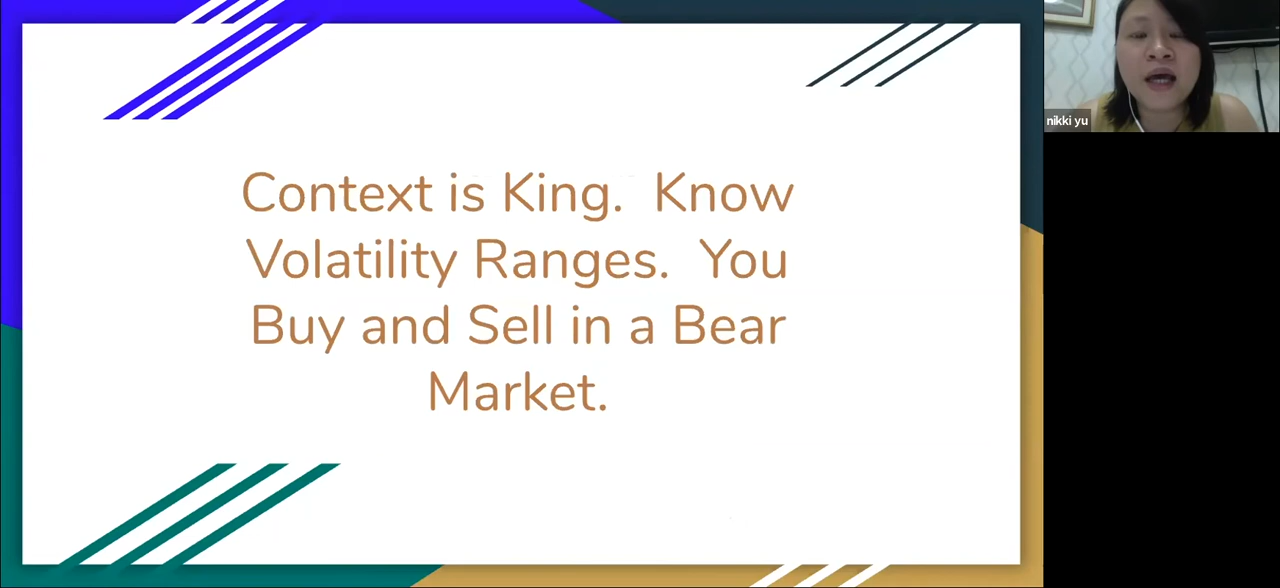 Context is King.  Know
Volatility Ranges.  You
Buy and Sell in a Bear
Market.
nikki yu